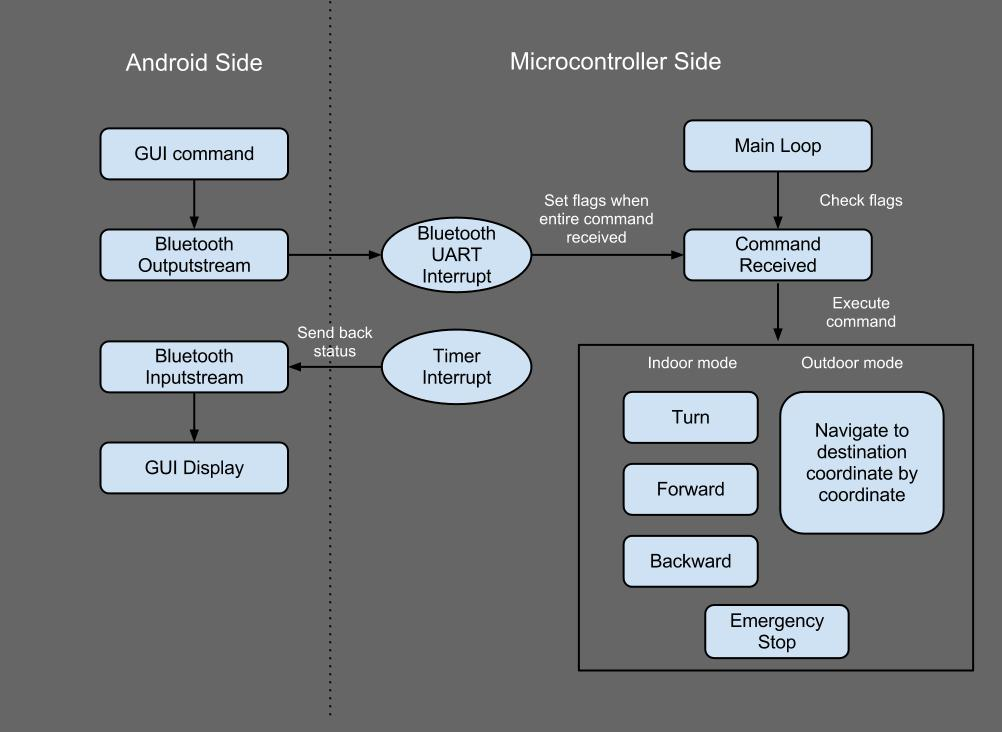 Android Side
Microcontroller Side
GUI command
Main Loop
Check flags
Bluetooth
Outputstream
Bluetooth
UART
Interrupt
Set flags when
entire command
received
Command
Received
Execute
command
Bluetooth
Inputstream
Send back
status
Timer
Interrupt
GUI Display
Indoor mode
Outdoor mode
Turn
Forward
Backward
Navigate to
destination
coordinate by
coordinate
Emergency
Stop